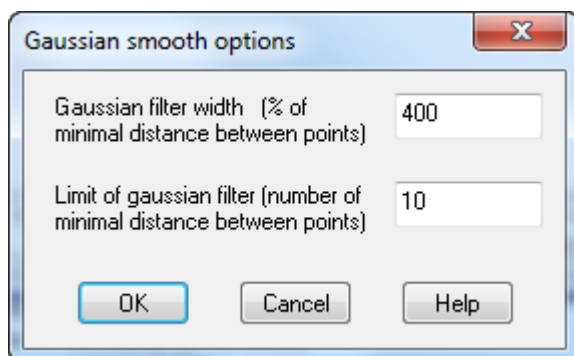 Gaussian smooth options
Gaussian filter width (% of
minimal distance between points)
400
Limit of gaussian filter (number of
minimal distance between points)
10
OK
Cancel
Help